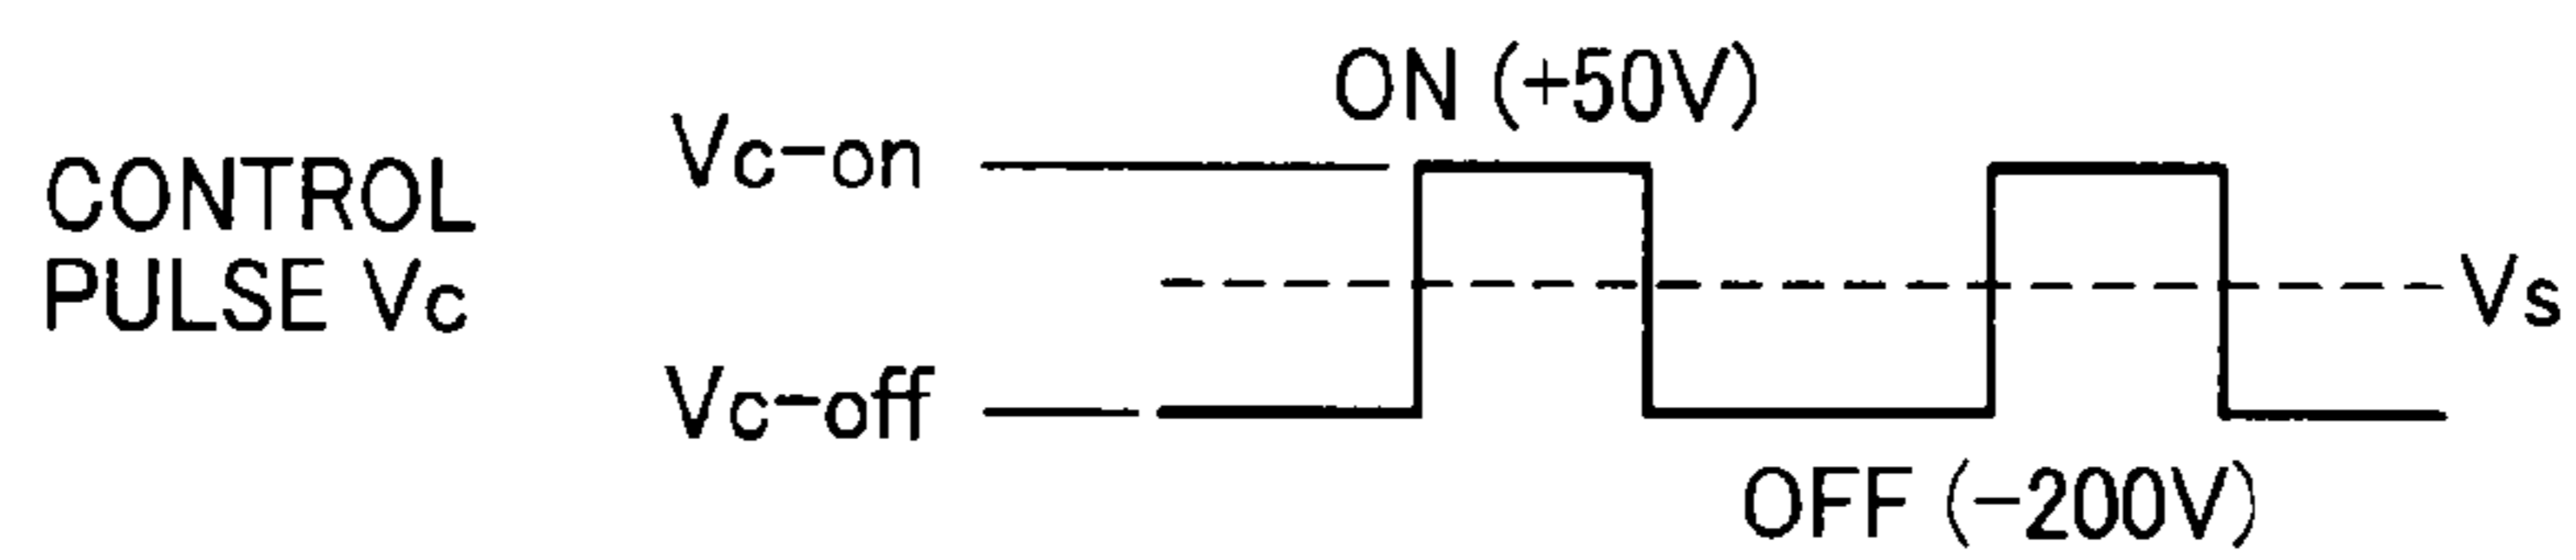 ON (+50V)
Vc-on
CONTROL
PULSE Vc
Vs
Vc-off
OFF (-200V)